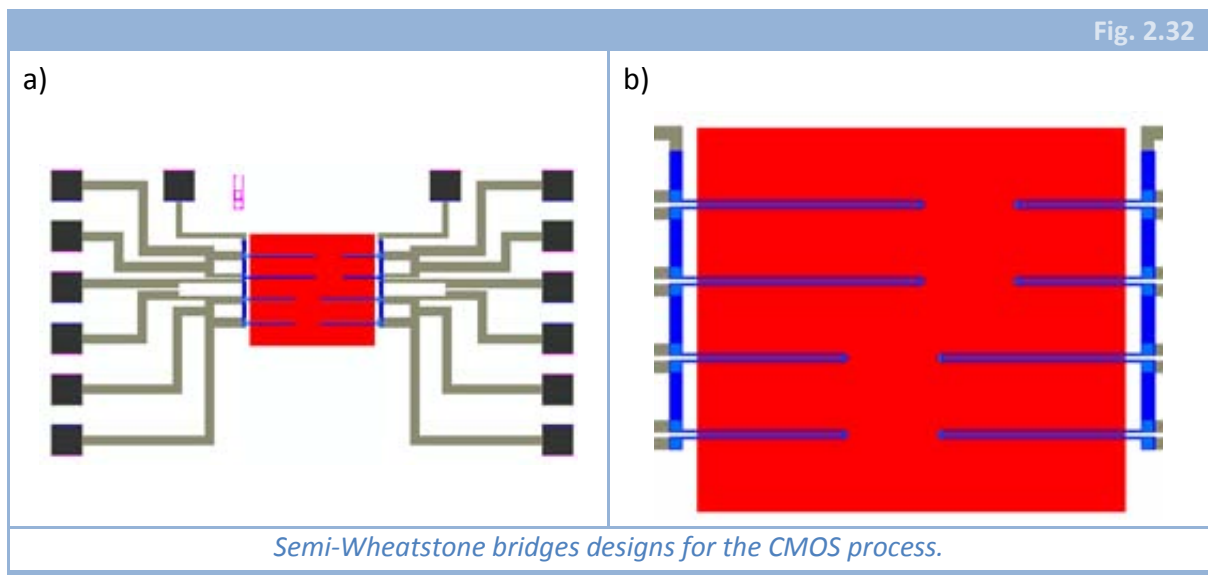 Fig. 2.32
a)
b)
Semi-Wheatstone bridges designs for the CMOS process.